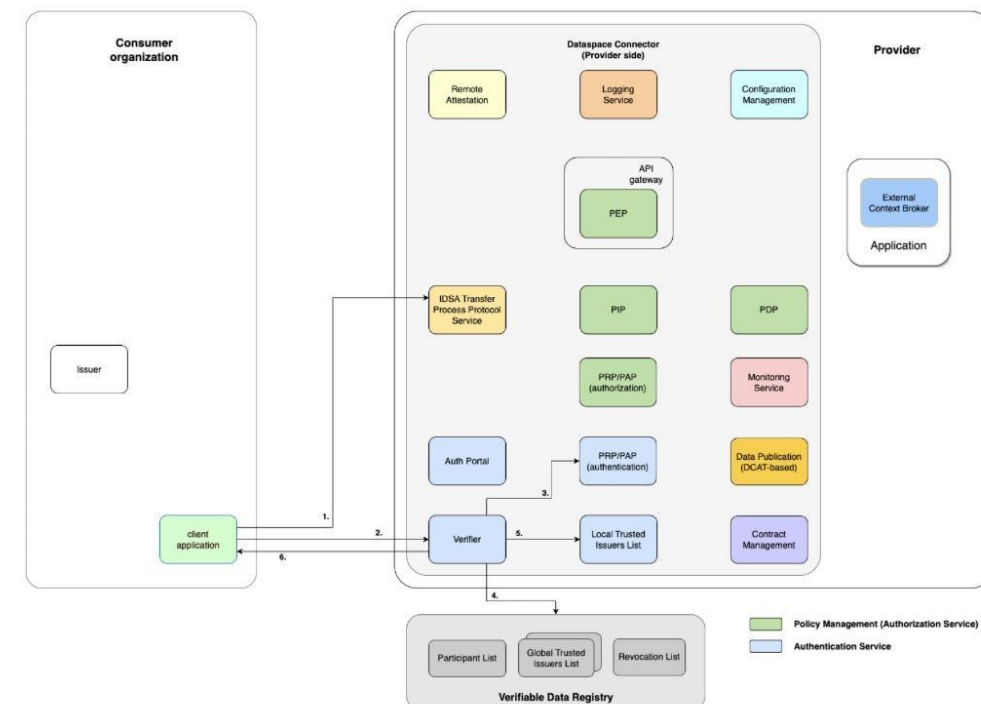 Consumer
organization
Issuer
client
application
1.
2.
6.
Dataspace Connector
(Provider side)
Provider
Remote
Attestation
Logging
Service
Configuration
Management
API
gateway
PEP
External
Context Broker
Application
IDSA Transfer
Process Protocol
Service
PIP
PDP
PRP/PAP
(authorization)
Monitoring
Service
Auth Portal
PRP/PAP
(authentication)
Data Publication
(DCAT-based)
3.
Verifier
5.
Local Trusted
Issuers List
Contract
Management
4.
Participant List
Global Trusted
Issuers List
Revocation List
Verifiable Data Registry
Policy Management (Authorization Service)
Authentication Service